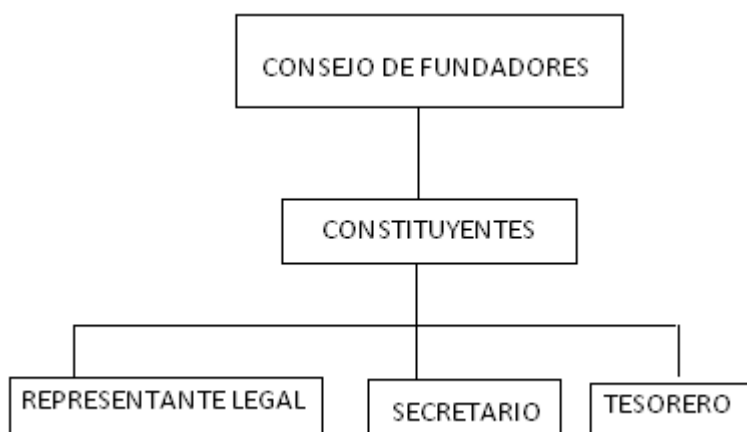 CONSEJO DE FUNDADORES
CONSTITUYENTES
REPRESENTANTE LEGAL
SECRETARIO
TESORERO